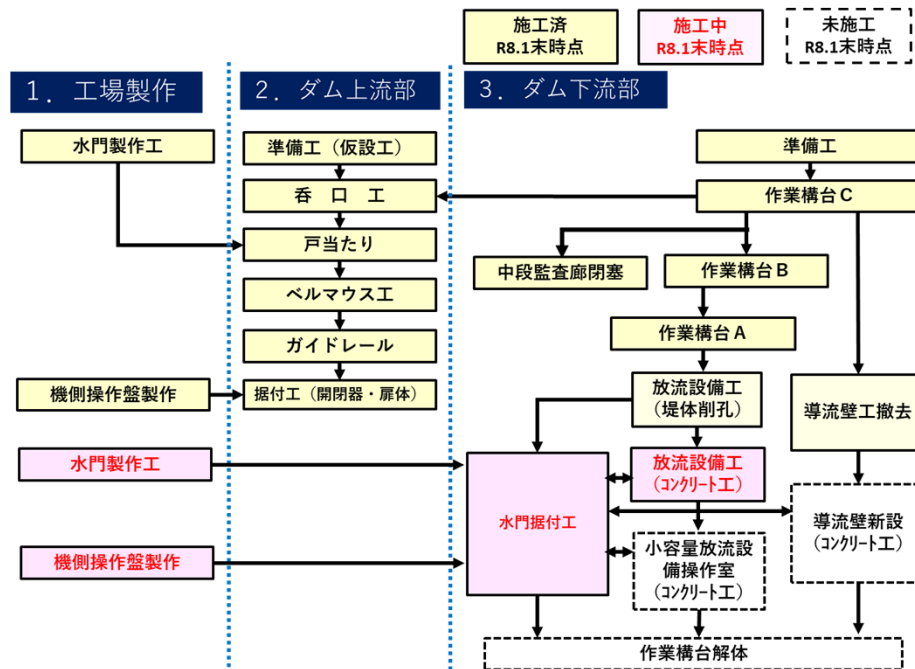 施工済
R8.1末時点
施工中
R8.1末時点
未施工
R8.1末時点
1．工場製作
2．ダム上流部
3．ダム下流部
水門製作工
機側操作盤製作
水門製作工
機側操作盤製作
準備工（仮設工）
呑　口　工
戸当たり
ベルマウス工
ガイドレール
据付工（開閉器・扉体）
準備工
作業構台C
中段監査廊閉塞
作業構台B
作業構台A
放流設備工
（堤体削孔）
導流壁工撤去
水門据付工
放流設備工
（ｺﾝｸﾘｰﾄ工）
小容量放流設
備操作室
（ｺﾝｸﾘｰﾄ工）
導流壁新設
（ｺﾝｸﾘｰﾄ工）
作業構台解体